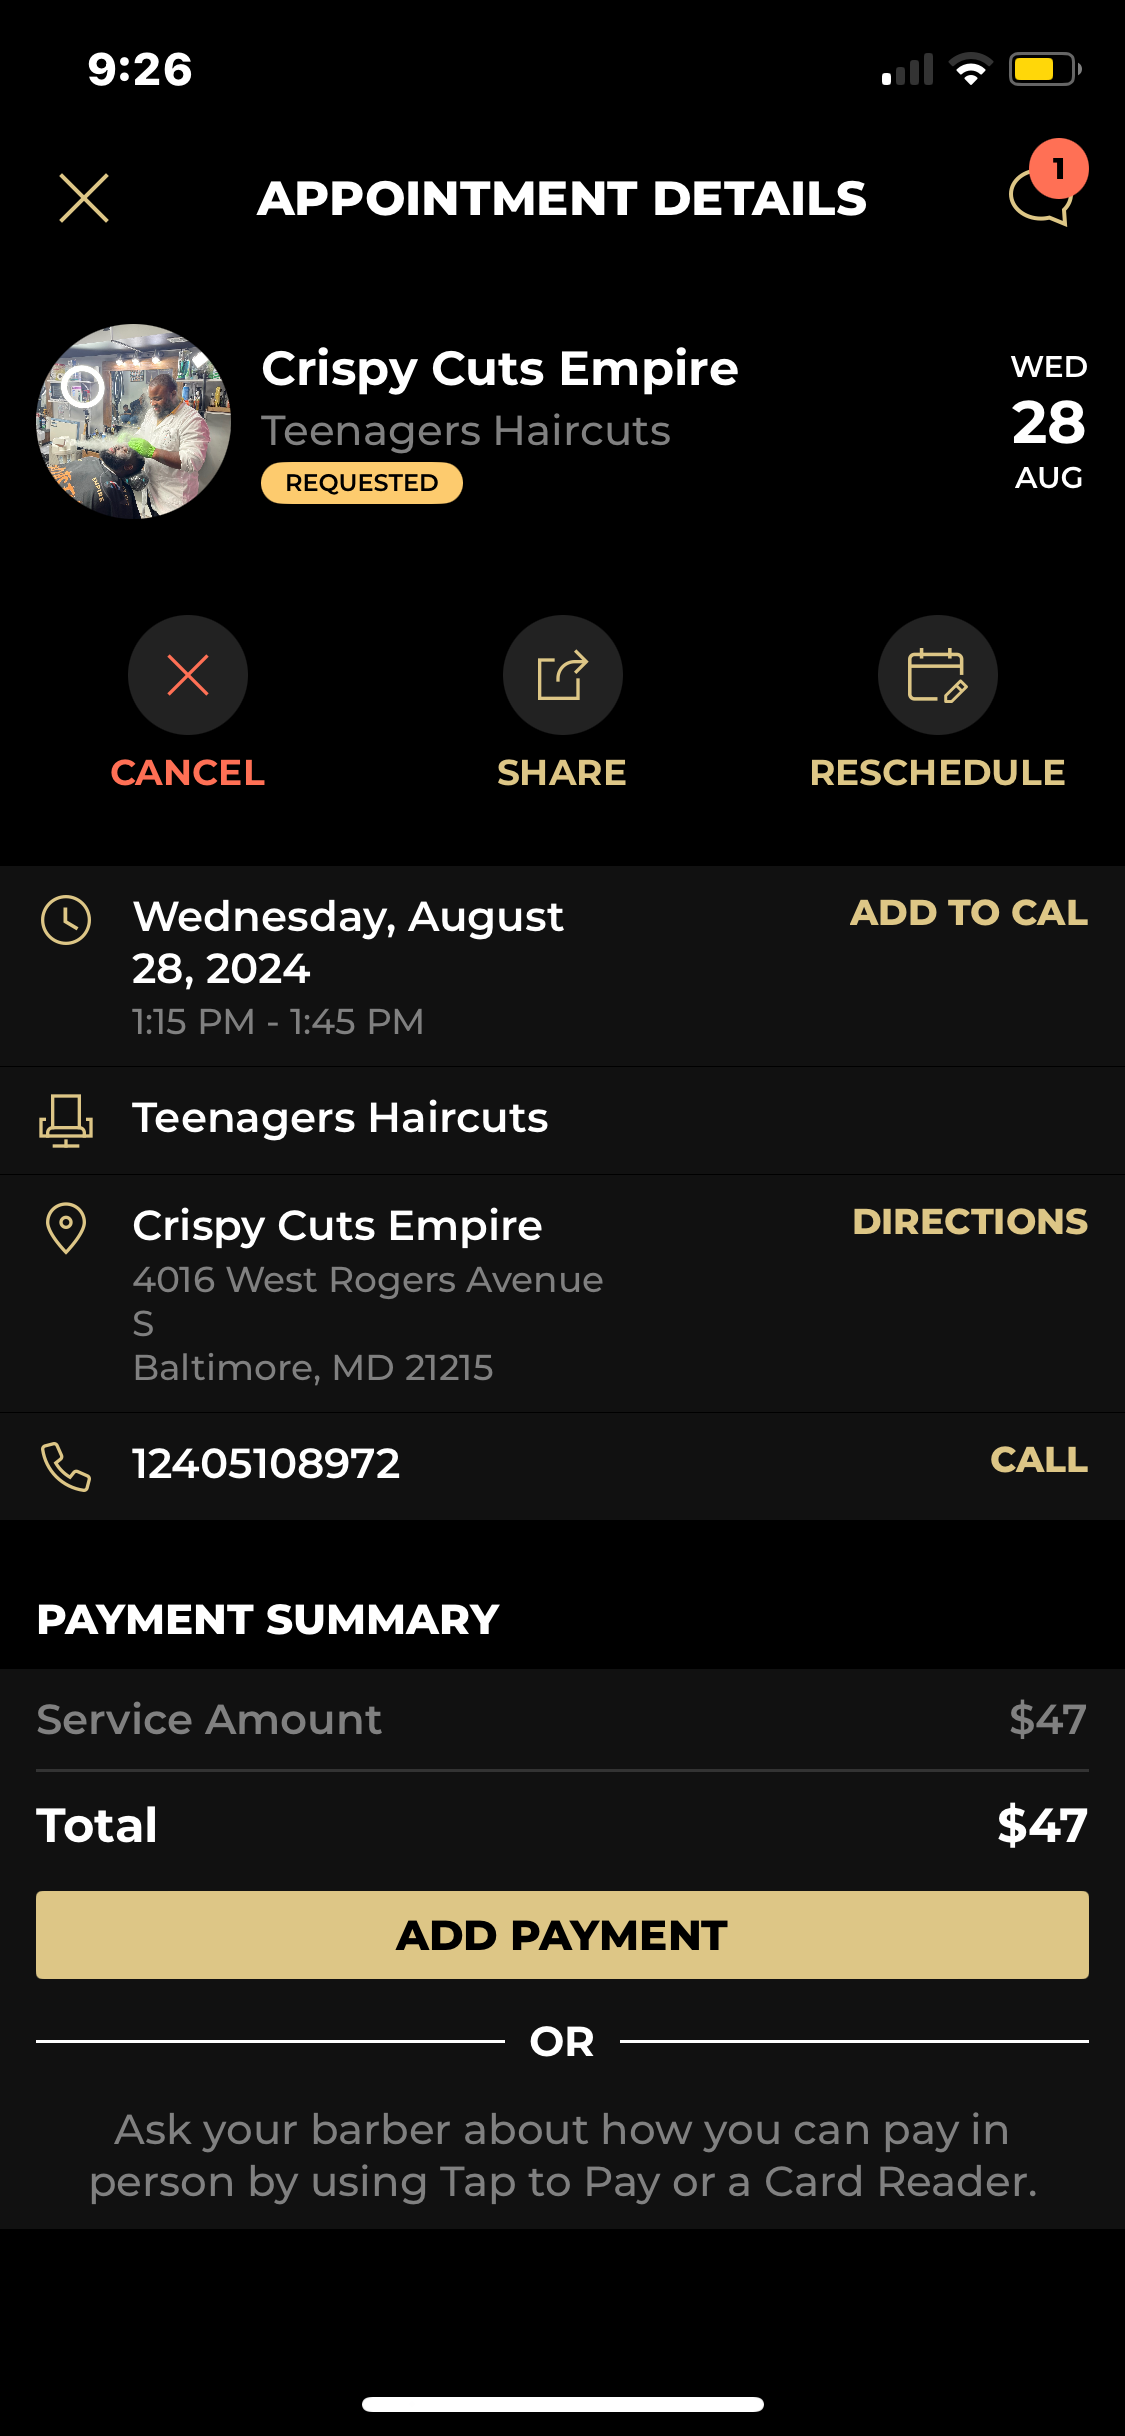 9:26
APPOINTMENT DETAILS
1
Crispy Cuts Empire
Teenagers Haircuts
REQUESTED
WED
28
AUG
CANCEL
SHARE
RESCHEDULE
Wednesday, August
28, 2024
1:15 PM - 1:45 PM
ADD TO CAL
Teenagers Haircuts
Crispy Cuts Empire
4016 West Rogers Avenue
S
Baltimore, MD 21215
DIRECTIONS
12405108972
CALL
PAYMENT SUMMARY
Service Amount $47
Total $47
ADD PAYMENT
OR
Ask your barber about how you can pay in
person by using Tap to Pay or a Card Reader.